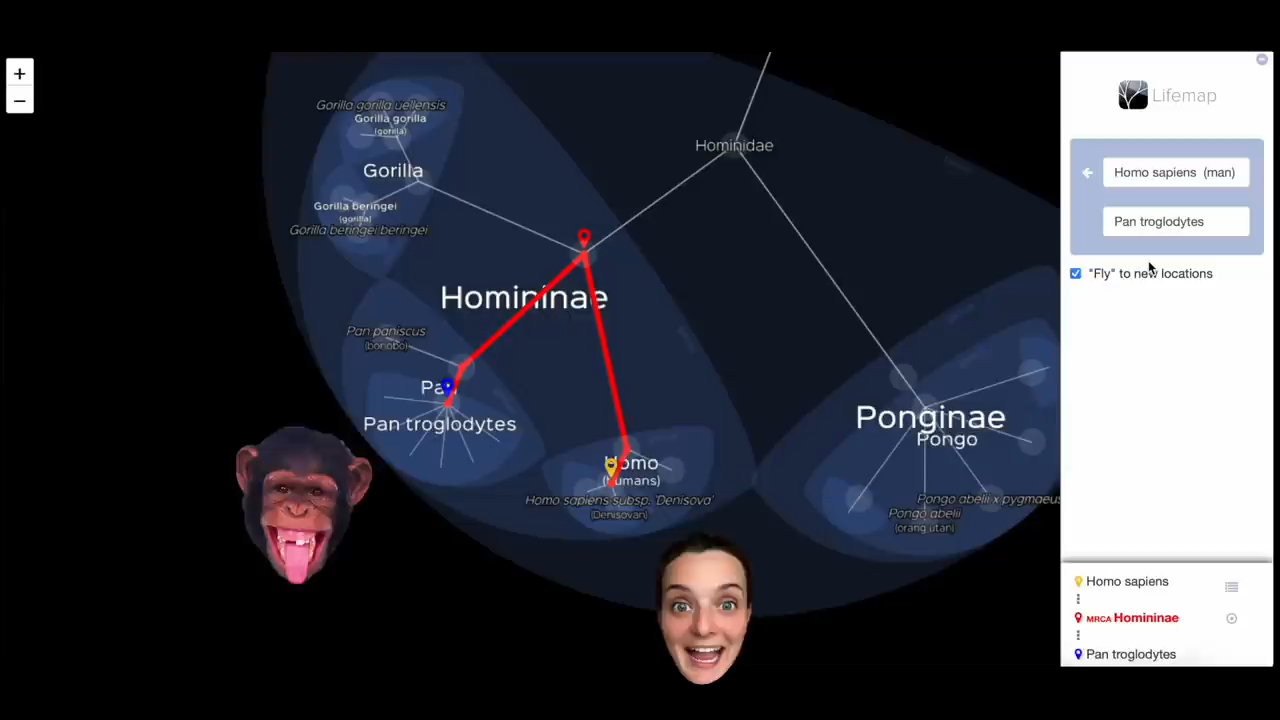 +
−
Gorilla gorilla uellensis
Gorilla gorilla
(gorilla)
Gorilla
Gorilla beringei
(gorilla)
Gorilla beringei beringei
Hominidae
Homininae
Pan paniscus
(bonobo)
Pan
Pan troglodytes
Homo
(humans)
Homo sapiens subsp. 'Denisova'
(Denisovan)
Ponginae
Pongo
Pongo abelii x pygmaeus
Pongo abelii
(orang utan)
Lifemap
Homo sapiens (man)
Pan troglodytes
"Fly" to new locations
Homo sapiens
MRCA Homininae
Pan troglodytes